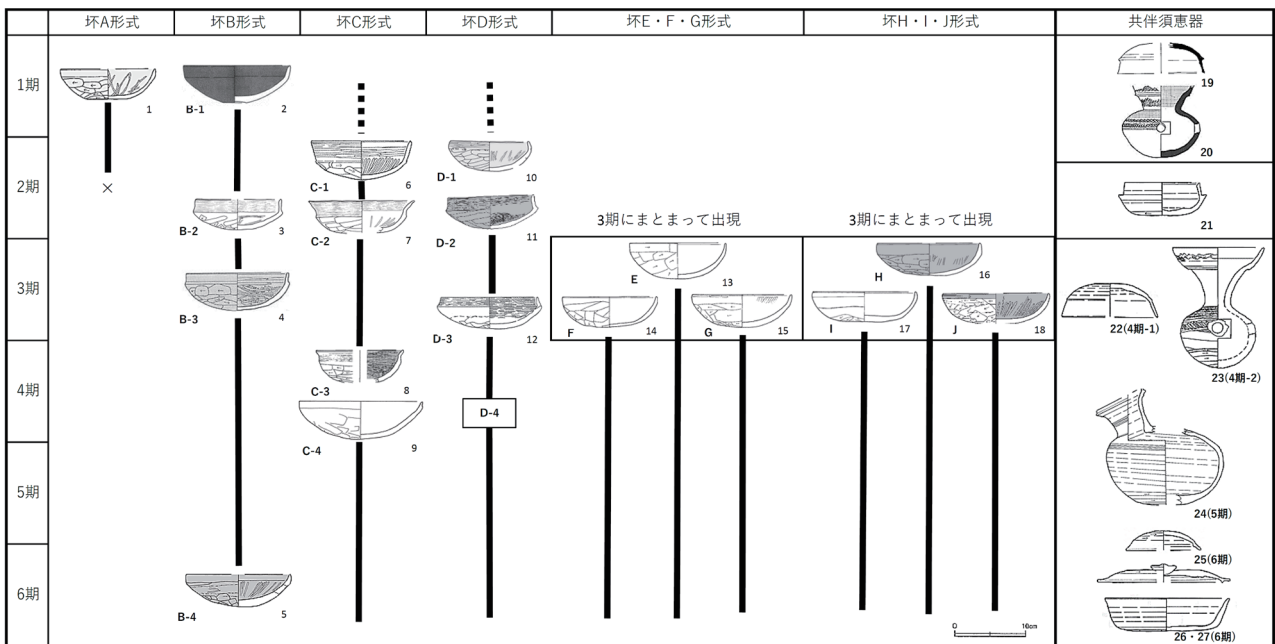 坏A形式 坏B形式 坏C形式 坏D形式 坏E・F・G形式 坏H・I・J形式 共伴須恵器
1期
1
B-1 2
19
20
2期
×
B-2 3
C-1 6
C-2 7
D-1 10
D-2 11
3期にまとまって出現
3期にまとまって出現
21
3期
B-3 4
D-3 12
E 13
F 14
G 15
H 16
I 17
J 18
22(4期-1)
23(4期-2)
4期
C-3 8
C-4 9
D-4
5期
24(5期)
6期
B-4 5
25(6期)
26・27(6期)
0 10cm